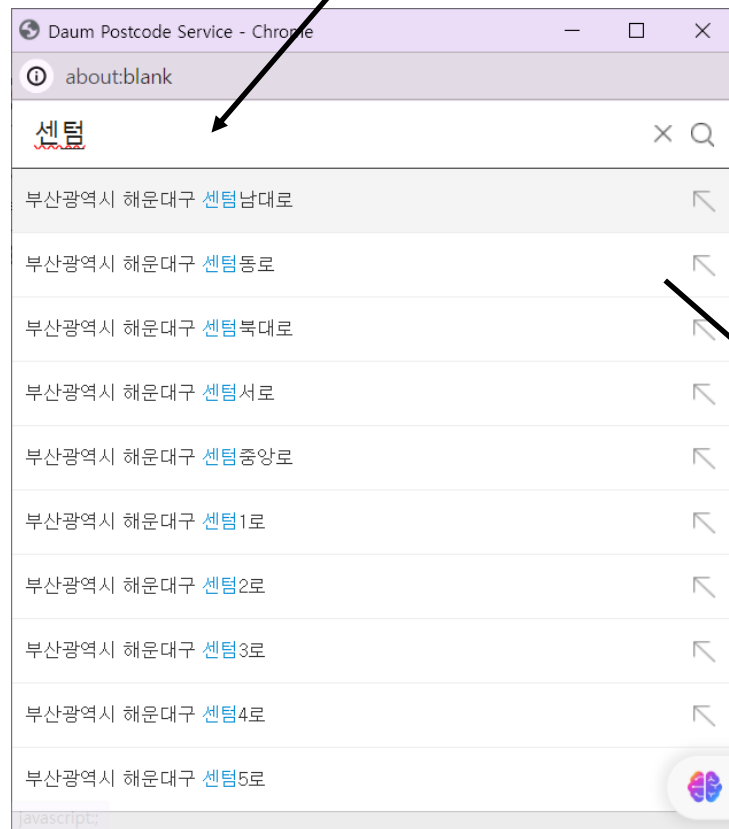 Daum Postcode Service - Chrome
about:blank
센텀
부산광역시 해운대구 센텀남대로
부산광역시 해운대구 센텀동로
부산광역시 해운대구 센텀북대로
부산광역시 해운대구 센텀서로
부산광역시 해운대구 센텀중앙로
부산광역시 해운대구 센텀1로
부산광역시 해운대구 센텀2로
부산광역시 해운대구 센텀3로
부산광역시 해운대구 센텀4로
부산광역시 해운대구 센텀5로
javascript:;